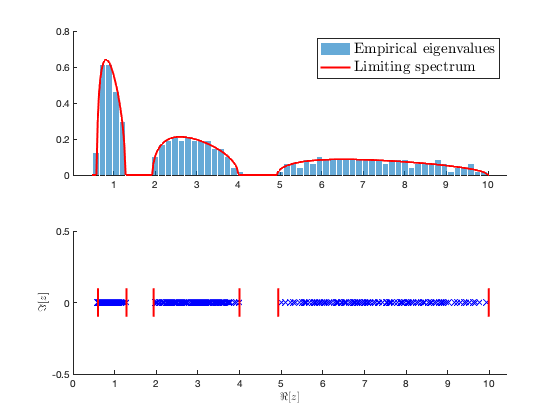 0.8
Empirical eigenvalues
Limiting spectrum
0.6
0.4
0.2
0
1 2 3 4 5 6 7 8 9 10
0.5
0
-0.5
ℑ[z]
0 1 2 3 4 5 6 7 8 9 10
ℜ[z]